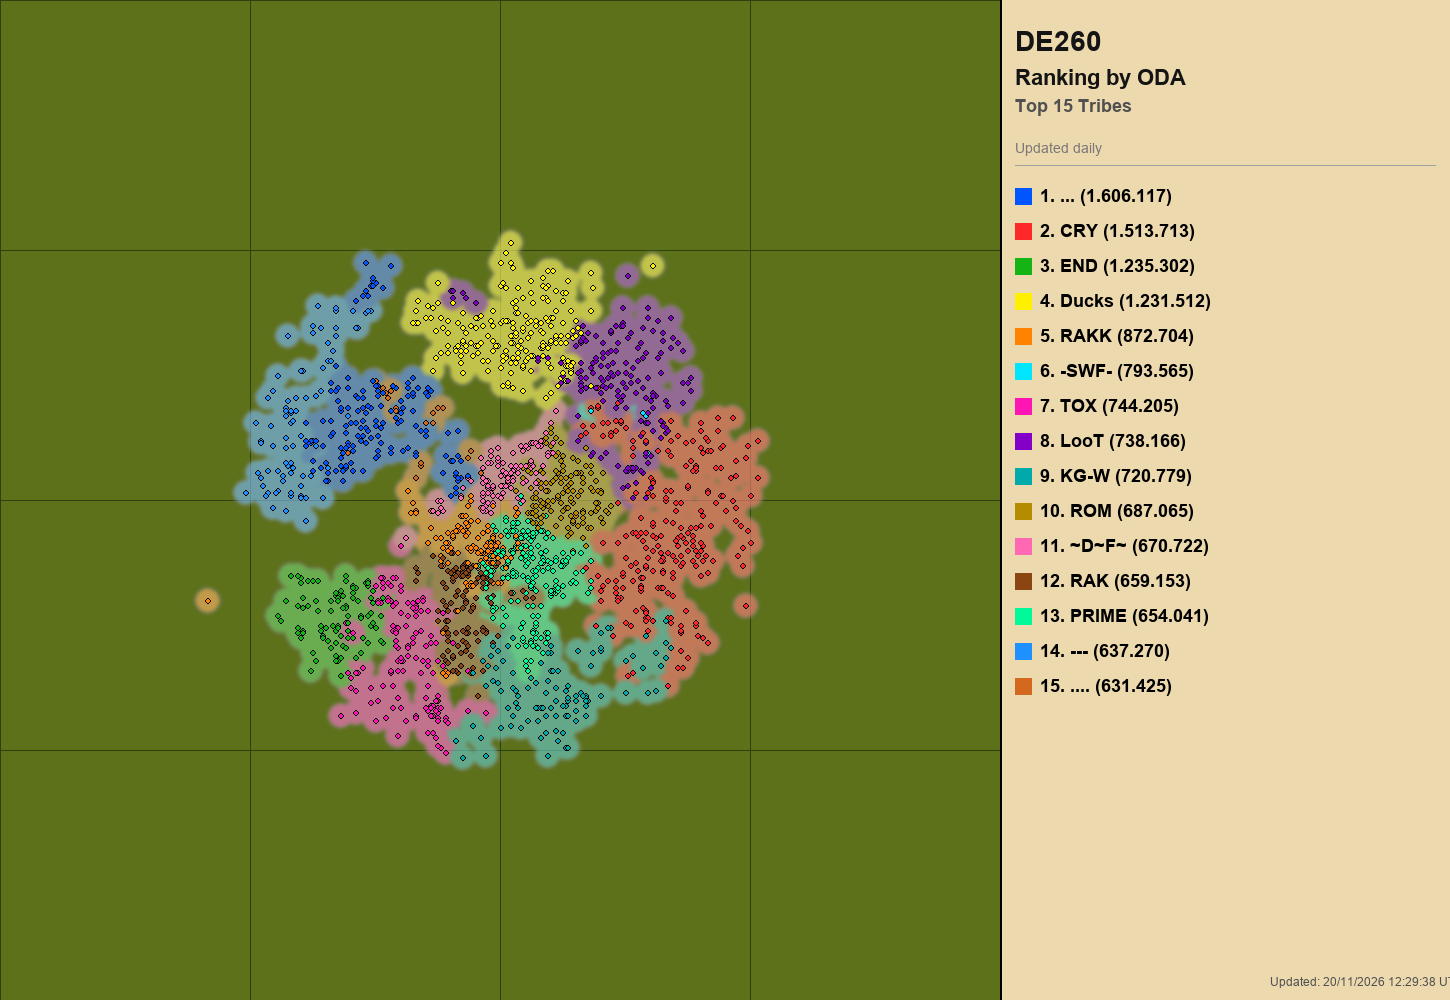 DE260
Ranking by ODA
Top 15 Tribes
Updated daily
1. ... (1.606.117)
2. CRY (1.513.713)
3. END (1.235.302)
4. Ducks (1.231.512)
5. RAKK (872.704)
6. -SWF- (793.565)
7. TOX (744.205)
8. LooT (738.166)
9. KG-W (720.779)
10. ROM (687.065)
11. ~D~F~ (670.722)
12. RAK (659.153)
13. PRIME (654.041)
14. --- (637.270)
15. .... (631.425)
Updated: 20/11/2026 12:29:38 U